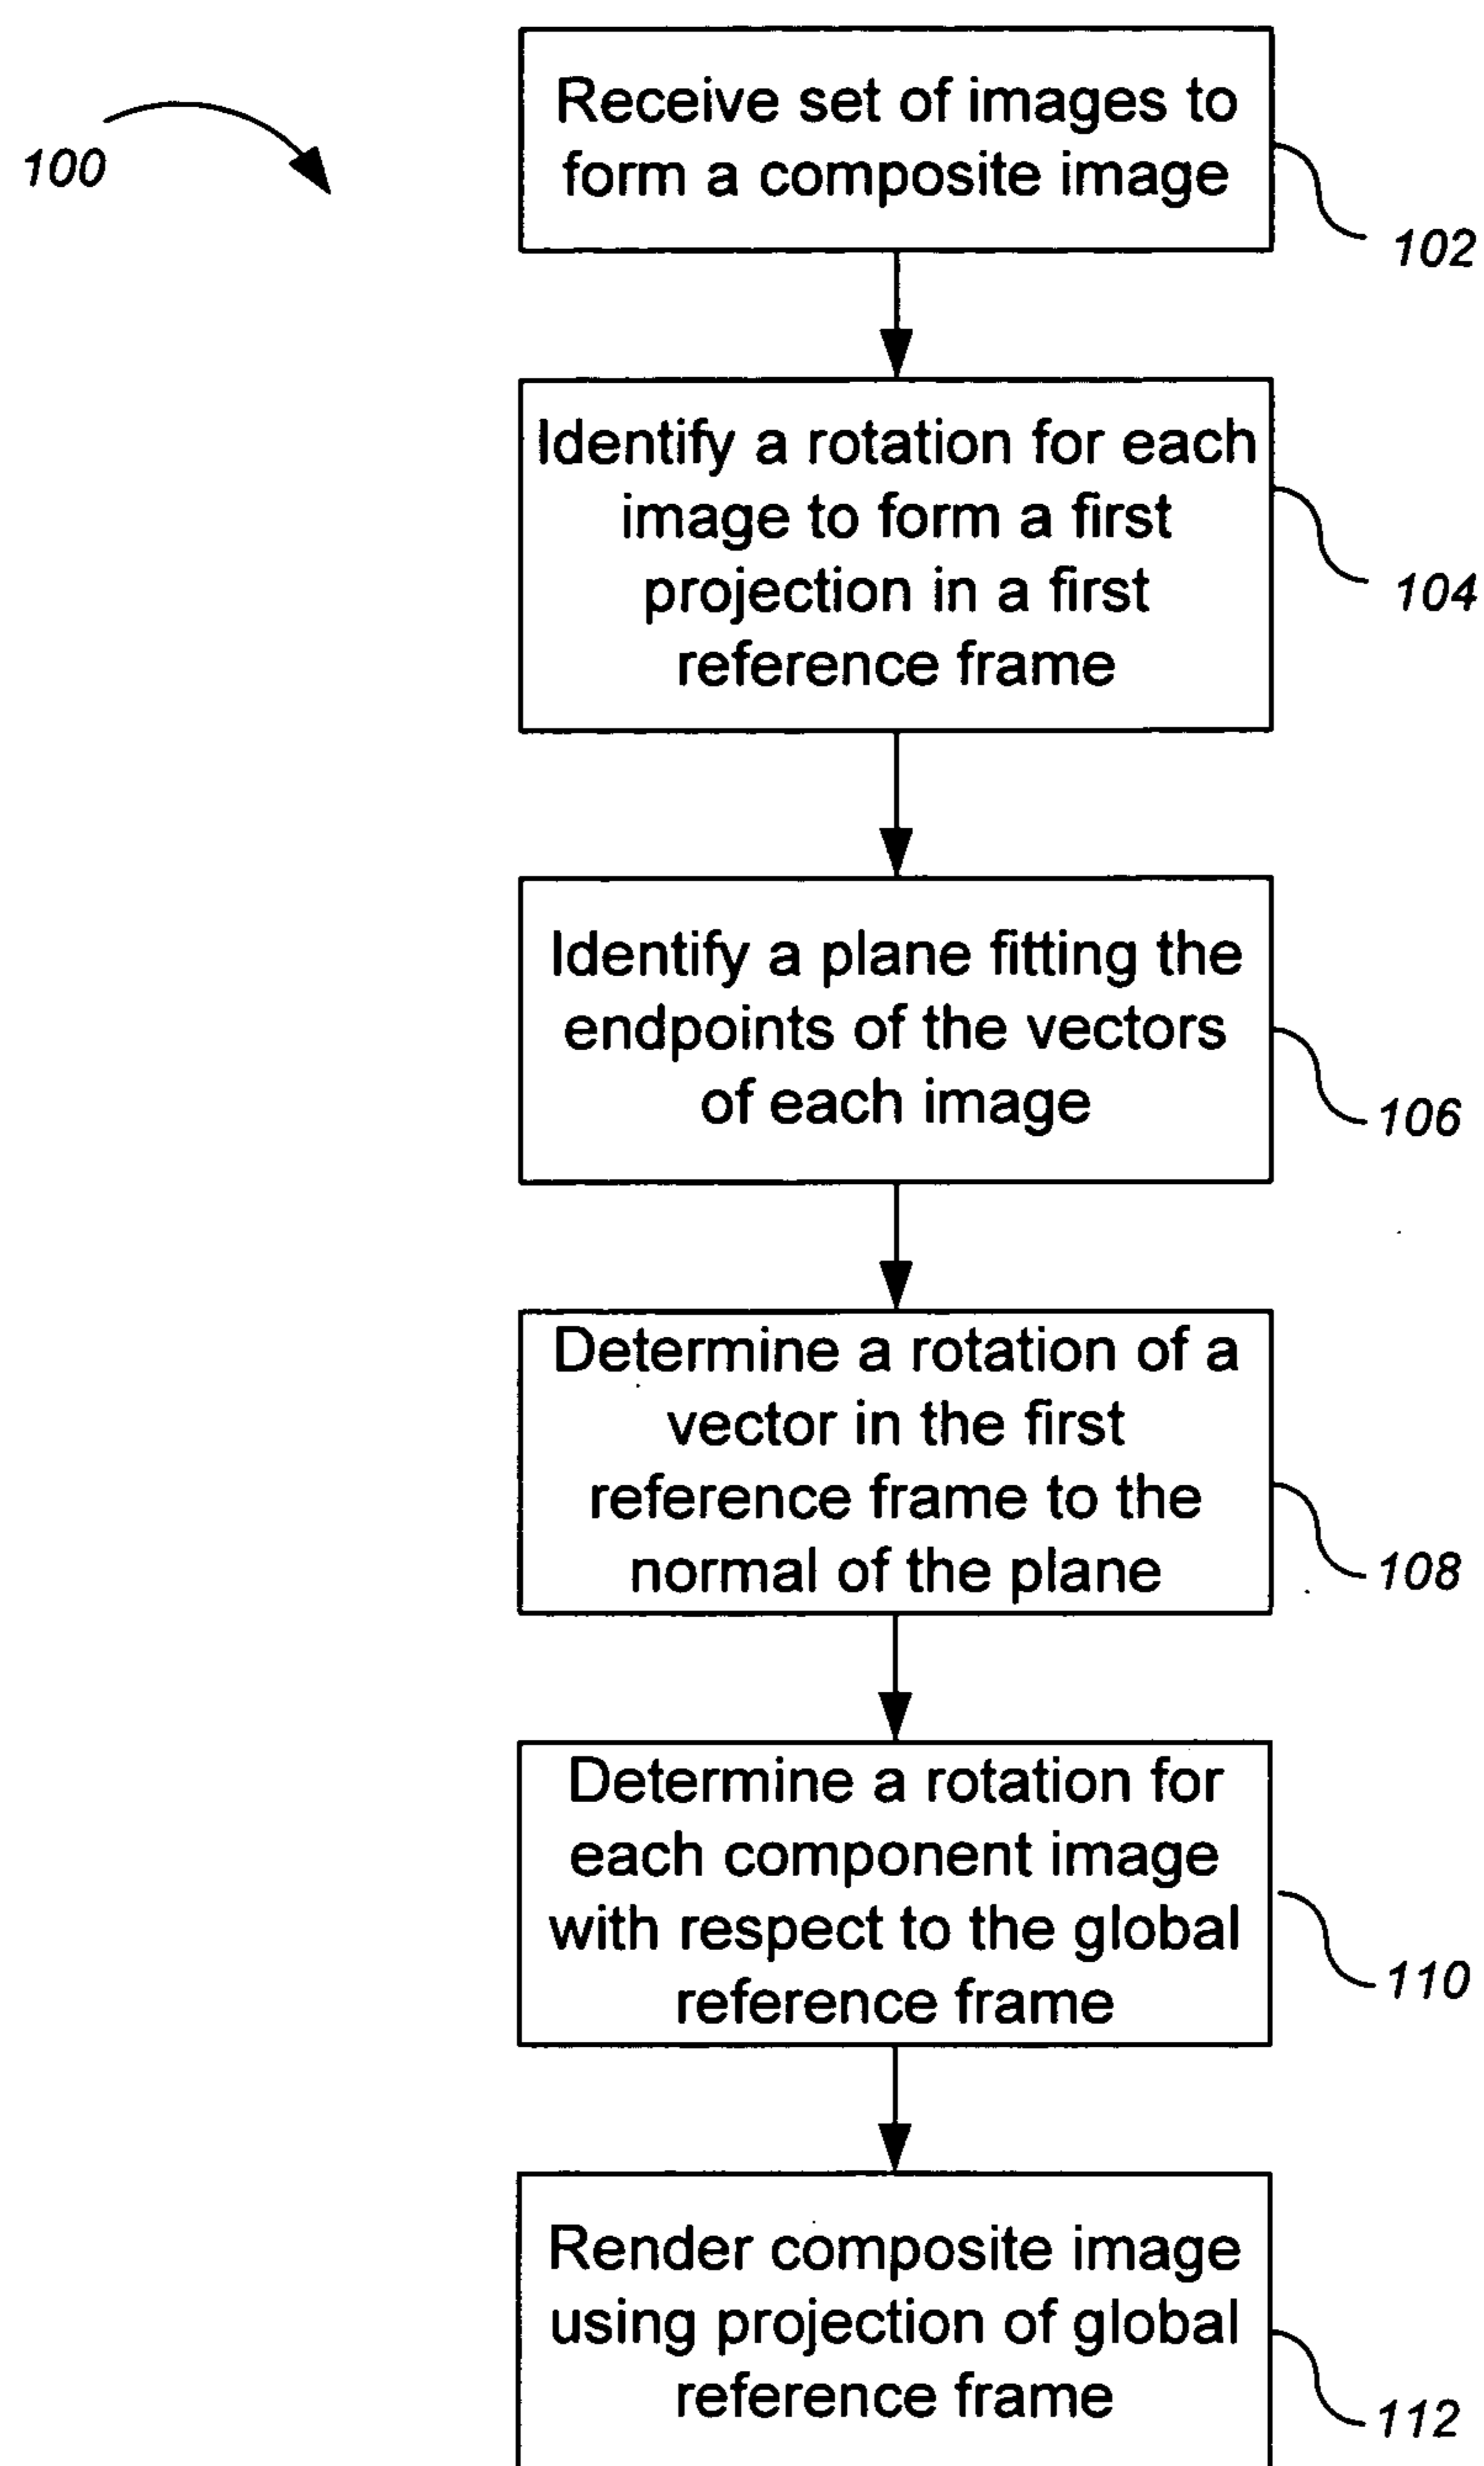 100
Receive set of images to
form a composite image
102
Identify a rotation for each
image to form a first
projection in a first
reference frame
104
Identify a plane fitting the
endpoints of the vectors
of each image
106
Determine a rotation of a
vector in the first
reference frame to the
normal of the plane
108
Determine a rotation for
each component image
with respect to the global
reference frame
110
Render composite image
using projection of global
reference frame
112